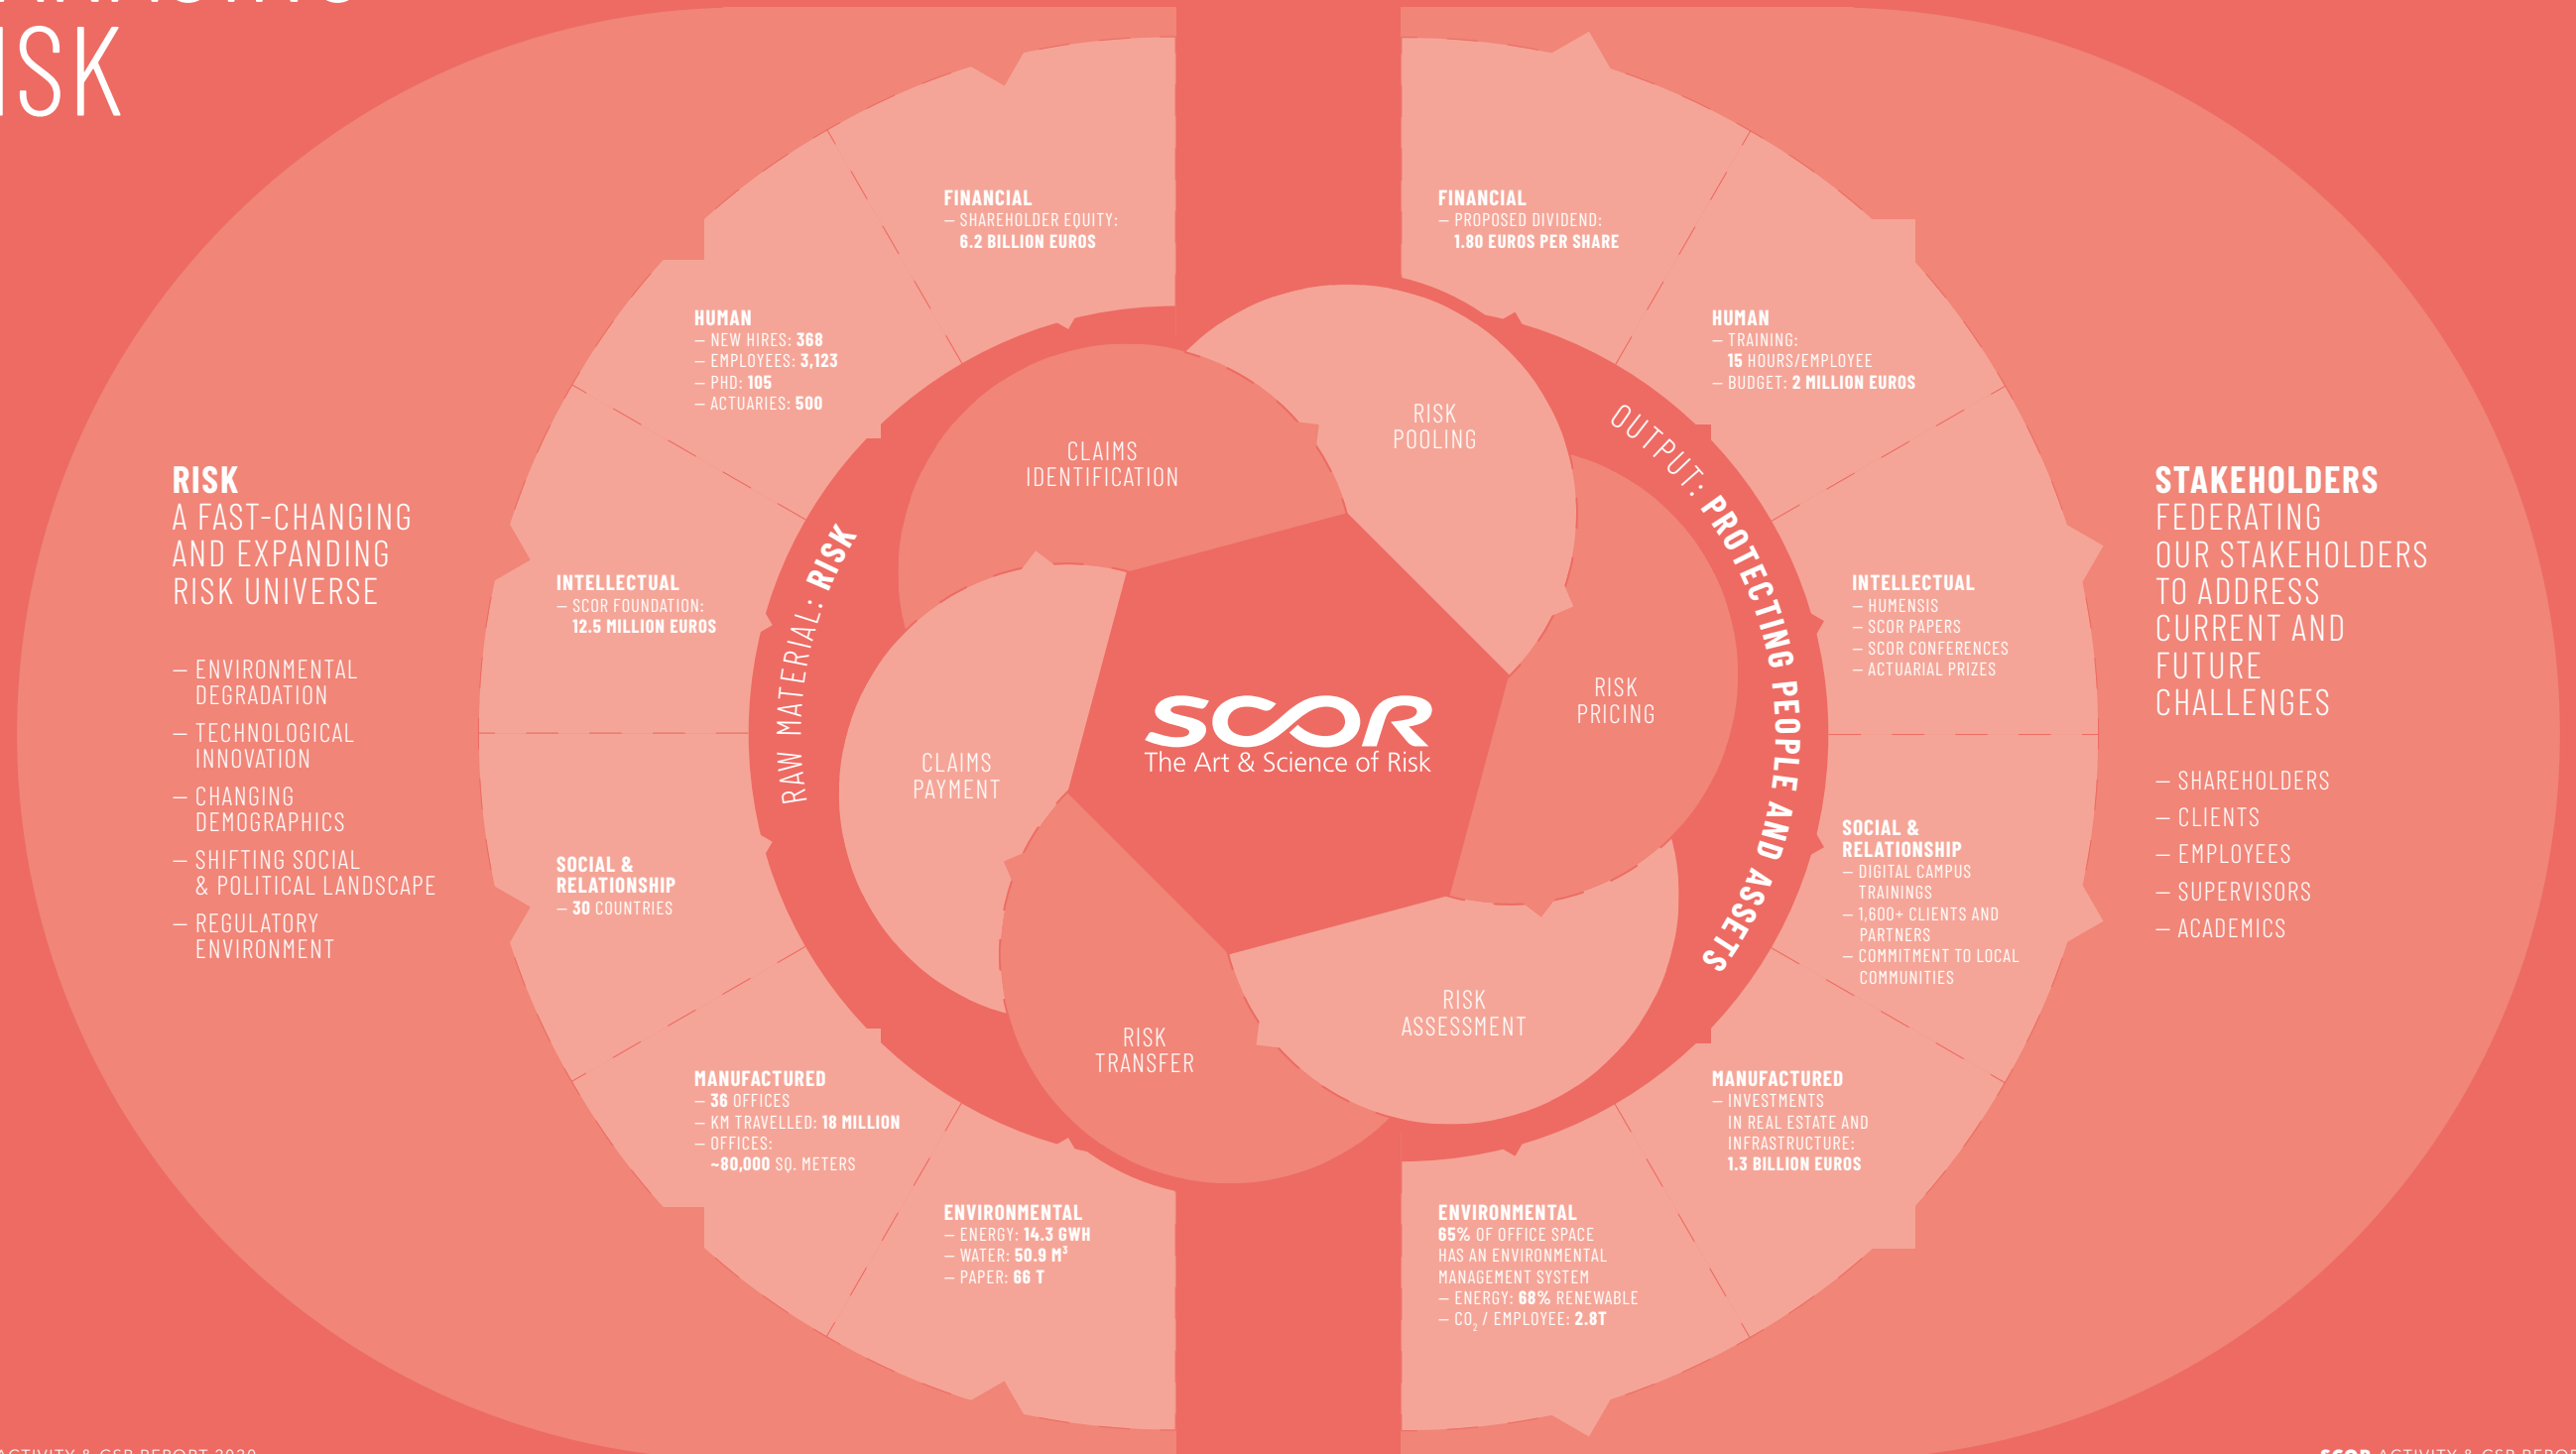 ISK
RISK
A FAST-CHANGING
AND EXPANDING
RISK UNIVERSE
— ENVIRONMENTAL
DEGRADATION
— TECHNOLOGICAL
INNOVATION
— CHANGING
DEMOGRAPHICS
— SHIFTING SOCIAL
& POLITICAL LANDSCAPE
— REGULATORY
ENVIRONMENT
FINANCIAL
— SHAREHOLDER EQUITY:
6.2 BILLION EUROS
HUMAN
— NEW HIRES: 368
— EMPLOYEES: 3,123
— PHD: 105
— ACTUARIES: 500
INTELLECTUAL
— SCOR FOUNDATION:
12.5 MILLION EUROS
SOCIAL &
RELATIONSHIP
— 30 COUNTRIES
MANUFACTURED
— 36 OFFICES
— KM TRAVELLED: 18 MILLION
— OFFICES:
~80,000 SQ. METERS
ENVIRONMENTAL
— ENERGY: 14.3 GWH
— WATER: 50.9 M³
— PAPER: 66 T
RAW MATERIAL: RISK
CLAIMS
IDENTIFICATION
RISK
POOLING
RISK
PRICING
RISK
ASSESSMENT
RISK
TRANSFER
CLAIMS
PAYMENT
SCOR
The Art & Science of Risk
OUTPUT: PROTECTING PEOPLE AND ASSETS
FINANCIAL
— PROPOSED DIVIDEND:
1.80 EUROS PER SHARE
HUMAN
— TRAINING:
15 HOURS/EMPLOYEE
— BUDGET: 2 MILLION EUROS
INTELLECTUAL
— HUMENSIS
— SCOR PAPERS
— SCOR CONFERENCES
— ACTUARIAL PRIZES
SOCIAL &
RELATIONSHIP
— DIGITAL CAMPUS
TRAININGS
— 1,600+ CLIENTS AND
PARTNERS
— COMMITMENT TO LOCAL
COMMUNITIES
MANUFACTURED
— INVESTMENTS
IN REAL ESTATE AND
INFRASTRUCTURE:
1.3 BILLION EUROS
ENVIRONMENTAL
65% OF OFFICE SPACE
HAS AN ENVIRONMENTAL
MANAGEMENT SYSTEM
— ENERGY: 68% RENEWABLE
— CO₂ / EMPLOYEE: 2.8T
STAKEHOLDERS
FEDERATING
OUR STAKEHOLDERS
TO ADDRESS
CURRENT AND
FUTURE
CHALLENGES
— SHAREHOLDERS
— CLIENTS
— EMPLOYEES
— SUPERVISORS
— ACADEMICS
ACTIVITY & CSR REPORT 2020
SCOR ACTIVITY & CSR REPO